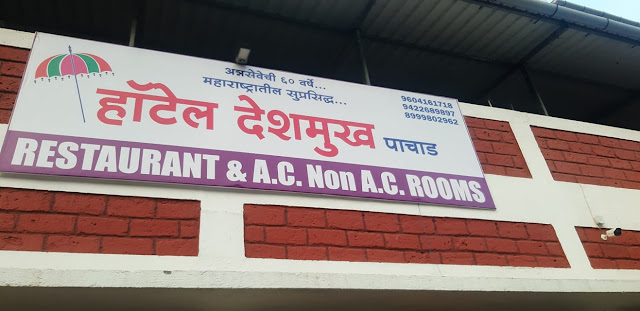 अन्नसेवेची ६० वर्षे...
महाराष्ट्रातील सुप्रसिद्ध...
हॉटेल देशमुख पाचाड
9604161718
9422689897
8999802962
RESTAURANT & A.C. Non A.C. ROOMS